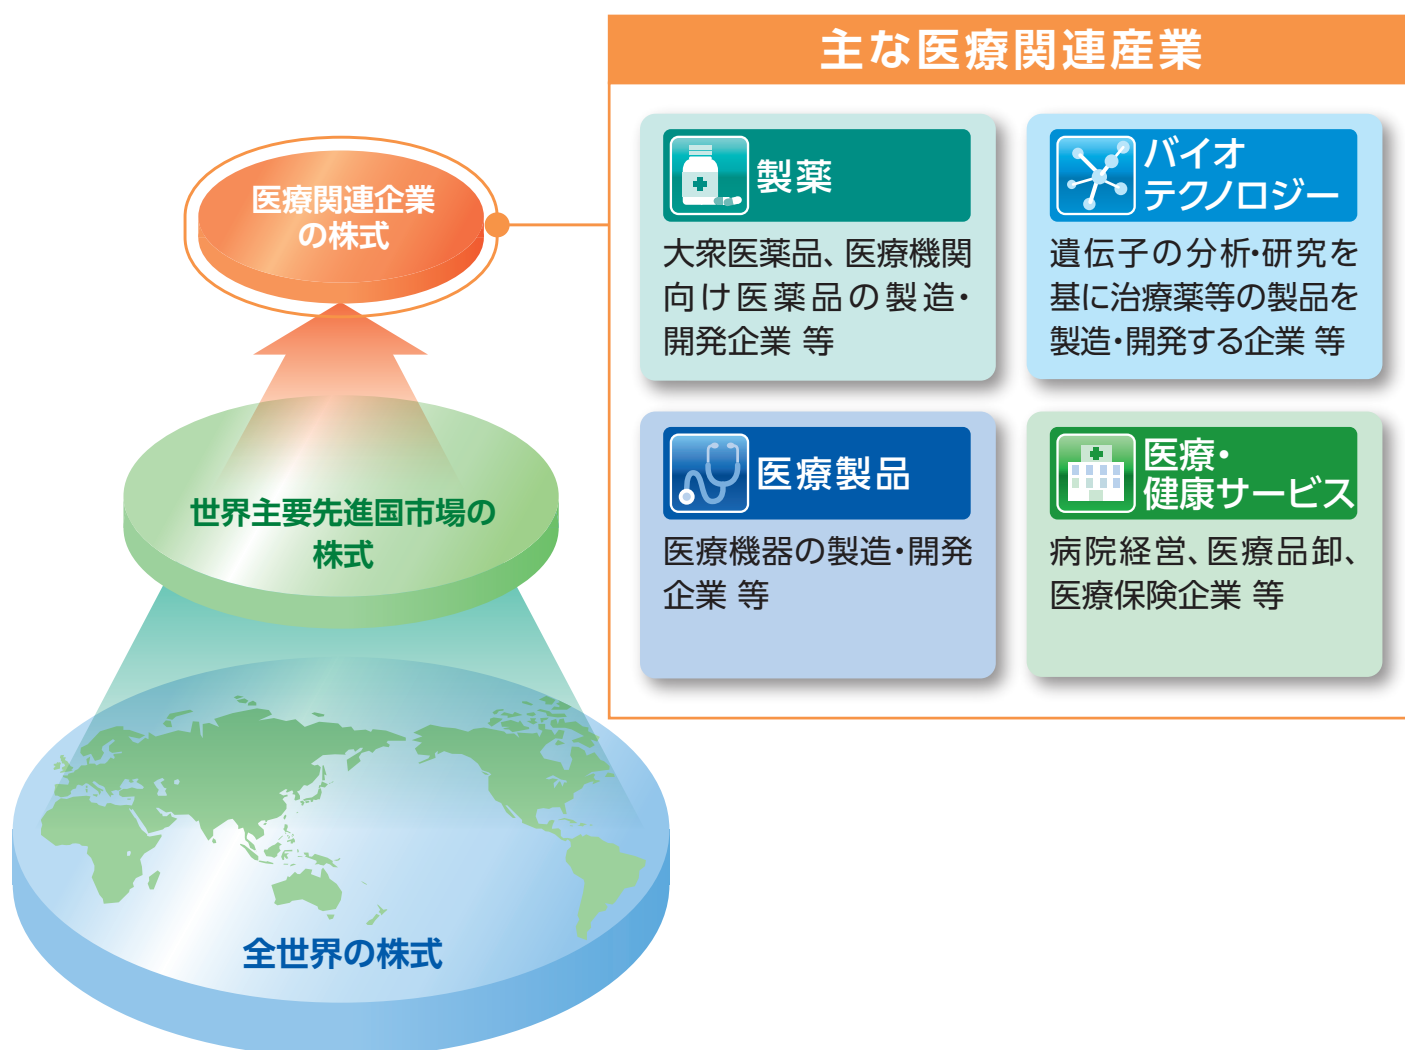 主な医療関連産業
医療関連企業
の株式
世界主要先進国市場の
株式
全世界の株式
製薬
大衆医薬品、医療機関
向け医薬品の製造・
開発企業 等
バイオ
テクノロジー
遺伝子の分析・研究を
基に治療薬等の製品を
製造・開発する企業 等
医療製品
医療機器の製造・開発
企業 等
医療・
健康サービス
病院経営、医療品卸、
医療保険企業 等